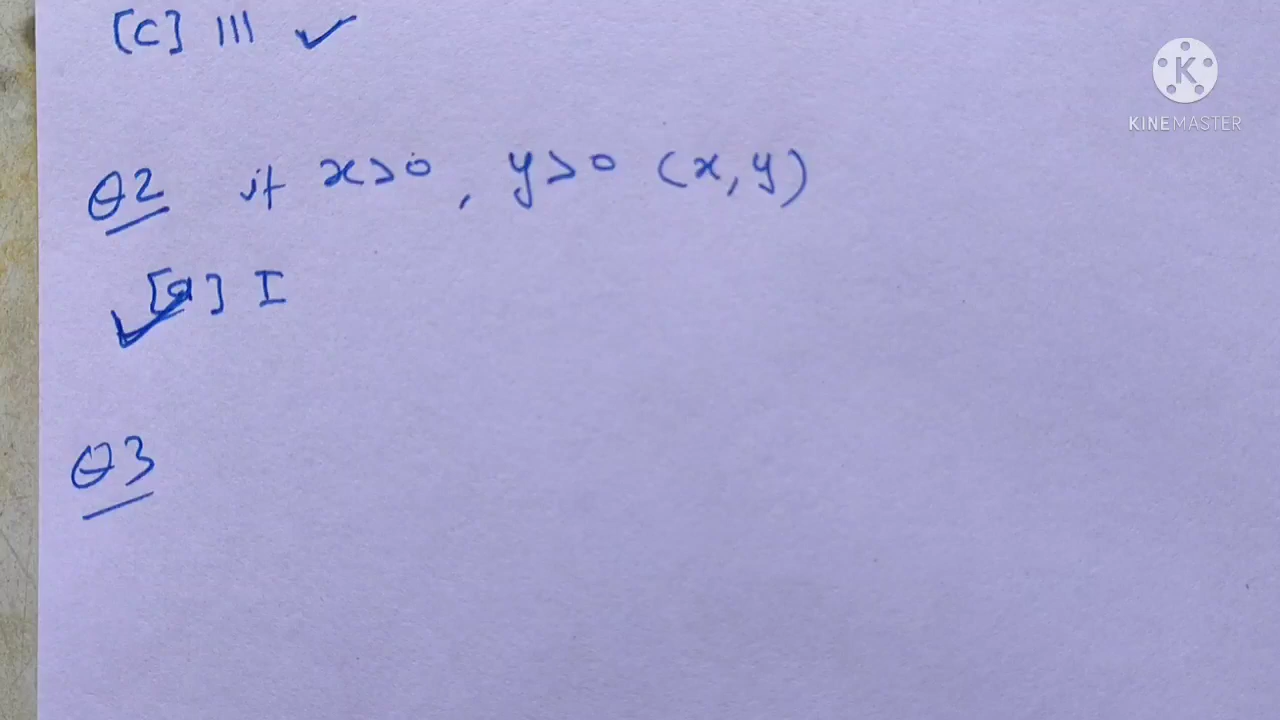 [C] III ✓
Q2 if x>0, y>0 (x,y)
✓[a] I
Q3
K
KINEMASTER